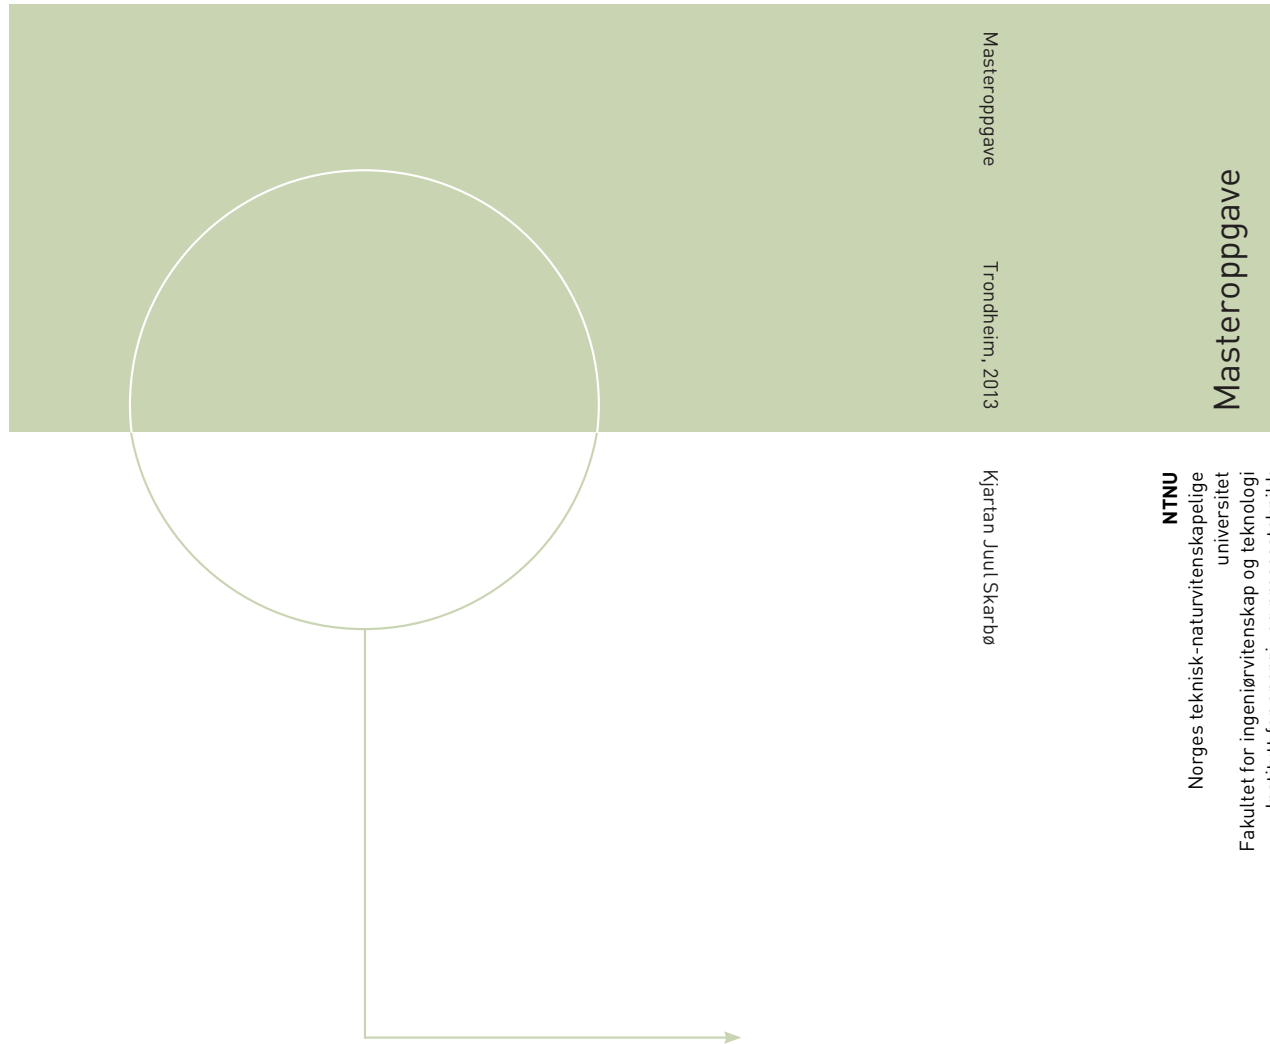 Masteroppgave
Trondheim, 2013
Kjartan Juul Skarbø
Masteroppgave
NTNU
Norges teknisk-naturvitenskapelige
universitet
Fakultet for ingeniørvitenskap og teknologi